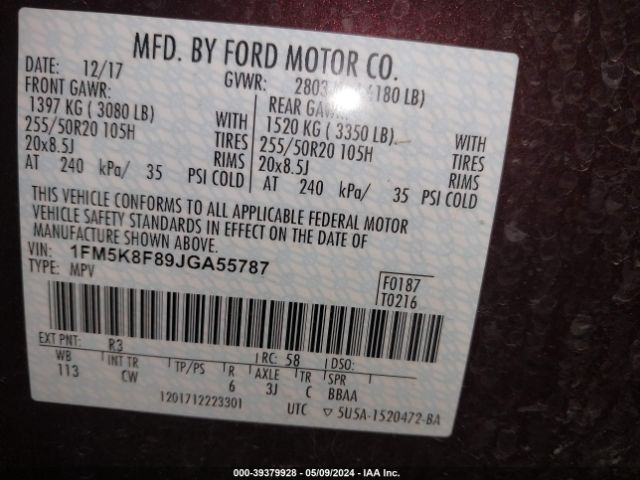 MFD. BY FORD MOTOR CO.
DATE: 12/17 GVWR: 2803 180 LB)
FRONT GAWR: REAR GAWR:
1397 KG ( 3080 LB) WITH 1520 KG ( 3350 LB) WITH
255/50R20 105H TIRES 255/50R20 105H TIRES
20x8.5J RIMS 20x8.5J RIMS
AT 240 kPa/ 35 PSI COLD AT 240 kPa/ 35 PSI COLD
THIS VEHICLE CONFORMS TO ALL APPLICABLE FEDERAL MOTOR
VEHICLE SAFETY STANDARDS IN EFFECT ON THE DATE OF
MANUFACTURE SHOWN ABOVE.
VIN: 1FM5K8F89JGA55787
TYPE: MPV
F0187
T0216
EXT PNT: R3 RC: 58 DSO:
WB INT TR TP/PS R AXLE TR SPR
113 CW 6 3J C BBAA
1201712223301 UTC ▽ 5U5A-1520472-BA
000-39379928 - 05/09/2024 - IAA Inc.